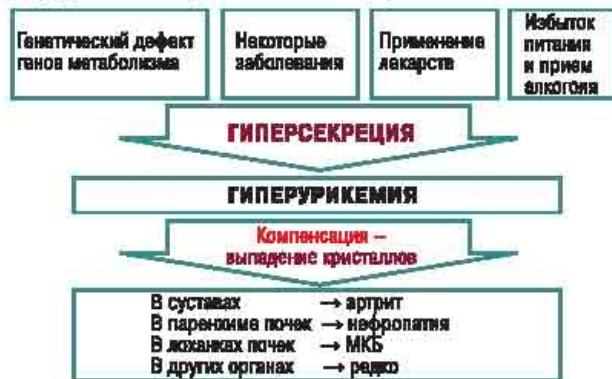 Генетический дефект
генов метаболизма
Некоторые
заболевания
Применение
лекарств
Избыток
питания
и прием
алкоголя
ГИПЕРСЕКРЕЦИЯ
ГИПЕРУРИКЕМИЯ
Компенсация –
выпадение кристаллов
В суставах → артрит
В паренхиме почек → нефропатия
В лоханках почек → МКБ
В других органах → редко